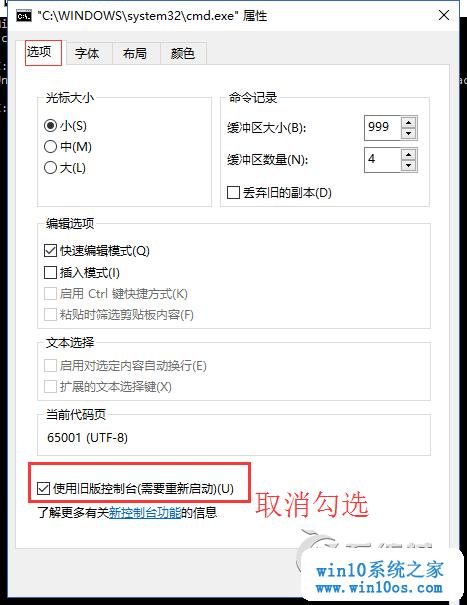 "C:\WINDOWS\system32\cmd.exe" 属性
选项 字体 布局 颜色
光标大小
小(S)
中(M)
大(L)
命令记录
缓冲区大小(B): 999
缓冲区数量(N): 4
丢弃旧的副本(D)
编辑选项
快速编辑模式(Q)
插入模式(I)
启用 Ctrl 键快捷方式(K)
粘贴时筛选剪贴板内容(F)
文本选择
启用对选定内容自动换行(E)
扩展的文本选择键(X)
当前代码页
65001 (UTF-8)
使用旧版控制台(需要重新启动)(U)
取消勾选
了解更多有关新控制台功能的信息
win10系统之家
www.win10os.com